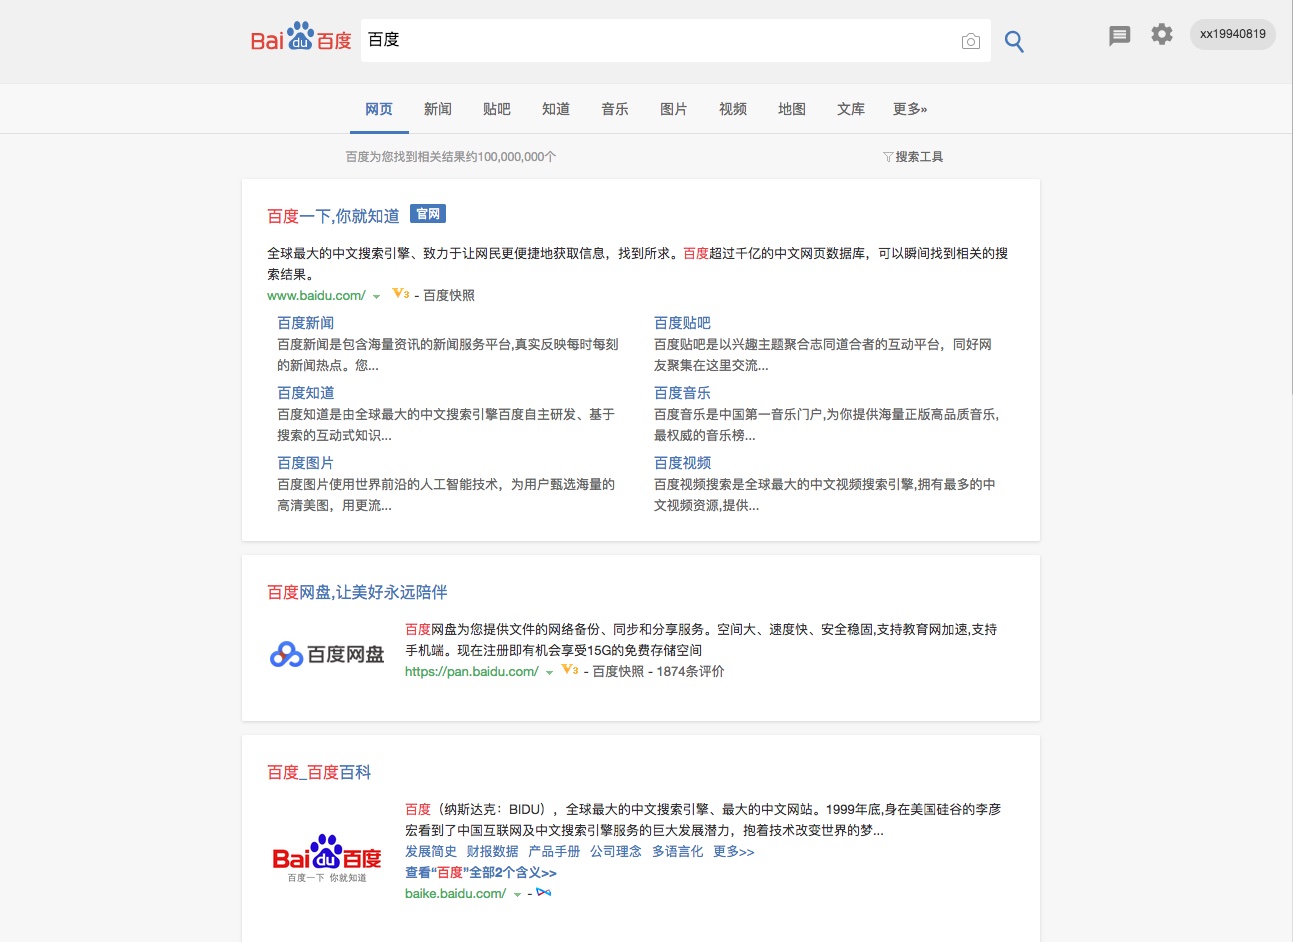 Bai du 百度
百度
xx19940819
网页 新闻 贴吧 知道 音乐 图片 视频 地图 文库 更多»
百度为您找到相关结果约100,000,000个
搜索工具
百度一下,你就知道 官网
全球最大的中文搜索引擎、致力于让网民更便捷地获取信息，找到所求。百度超过千亿的中文网页数据库，可以瞬间找到相关的搜
索结果。
www.baidu.com/ V3 - 百度快照
百度新闻
百度新闻是包含海量资讯的新闻服务平台,真实反映每时每刻
的新闻热点。您...
百度贴吧
百度贴吧是以兴趣主题聚合志同道合者的互动平台，同好网
友聚集在这里交流...
百度知道
百度知道是由全球最大的中文搜索引擎百度自主研发、基于
搜索的互动式知识...
百度音乐
百度音乐是中国第一音乐门户,为你提供海量正版高品质音乐,
最权威的音乐榜...
百度图片
百度图片使用世界前沿的人工智能技术，为用户甄选海量的
高清美图，用更流...
百度视频
百度视频搜索是全球最大的中文视频搜索引擎,拥有最多的中
文视频资源,提供...
百度网盘,让美好永远陪伴
百度网盘
百度网盘为您提供文件的网络备份、同步和分享服务。空间大、速度快、安全稳固,支持教育网加速,支持
手机端。现在注册即有机会享受15G的免费存储空间
https://pan.baidu.com/ V3 - 百度快照 - 1874条评价
百度_百度百科
Bai du 百度
百度一下 你就知道
百度（纳斯达克：BIDU），全球最大的中文搜索引擎、最大的中文网站。1999年底,身在美国硅谷的李彦
宏看到了中国互联网及中文搜索引擎服务的巨大发展潜力，抱着技术改变世界的梦...
发展简史 财报数据 产品手册 公司理念 多语言化 更多>>
查看“百度”全部2个含义>>
baike.baidu.com/ -